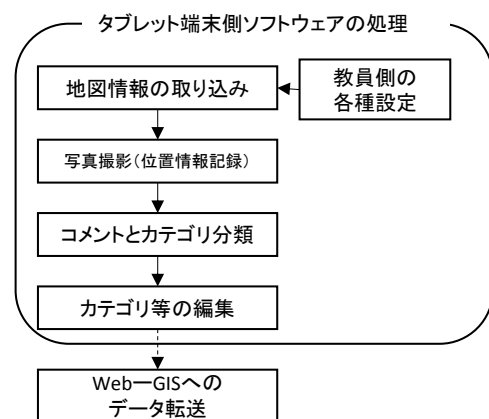 タブレット端末側ソフトウェアの処理
地図情報の取り込み
教員側の
各種設定
写真撮影（位置情報記録）
コメントとカテゴリ分類
カテゴリ等の編集
Web－GISへの
データ転送